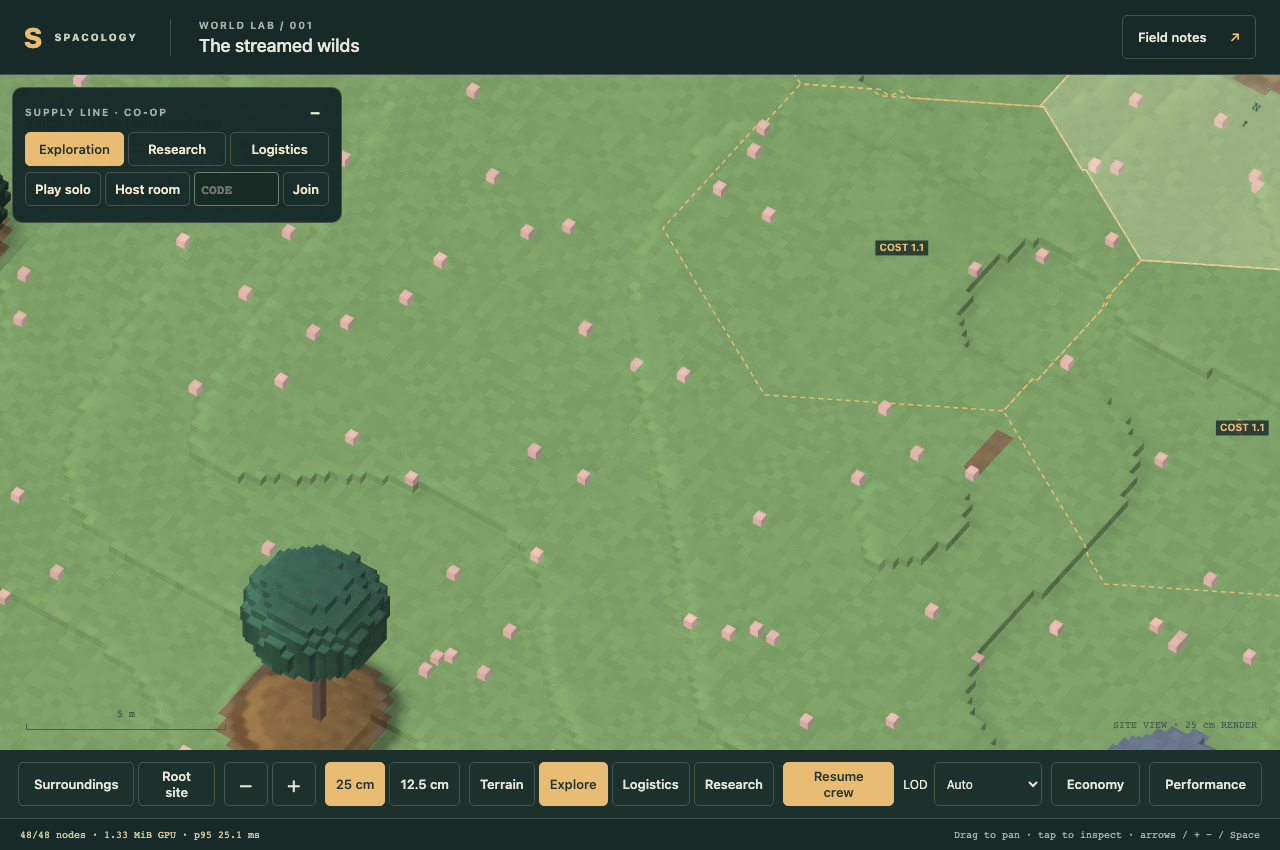 S SPACOLOGY
WORLD LAB / 001
The streamed wilds
Field notes ↗
SUPPLY LINE · CO-OP −
Exploration Research Logistics
Play solo Host room CODE Join
N
COST 1.1
COST 1.1
5 m
SITE VIEW · 25 cm RENDER
Surroundings Root site − + 25 cm 12.5 cm Terrain Explore Logistics Research Resume crew LOD Auto Economy Performance
48/48 nodes · 1.33 MiB GPU · p95 25.1 ms
Drag to pan · tap to inspect · arrows / + − / Space